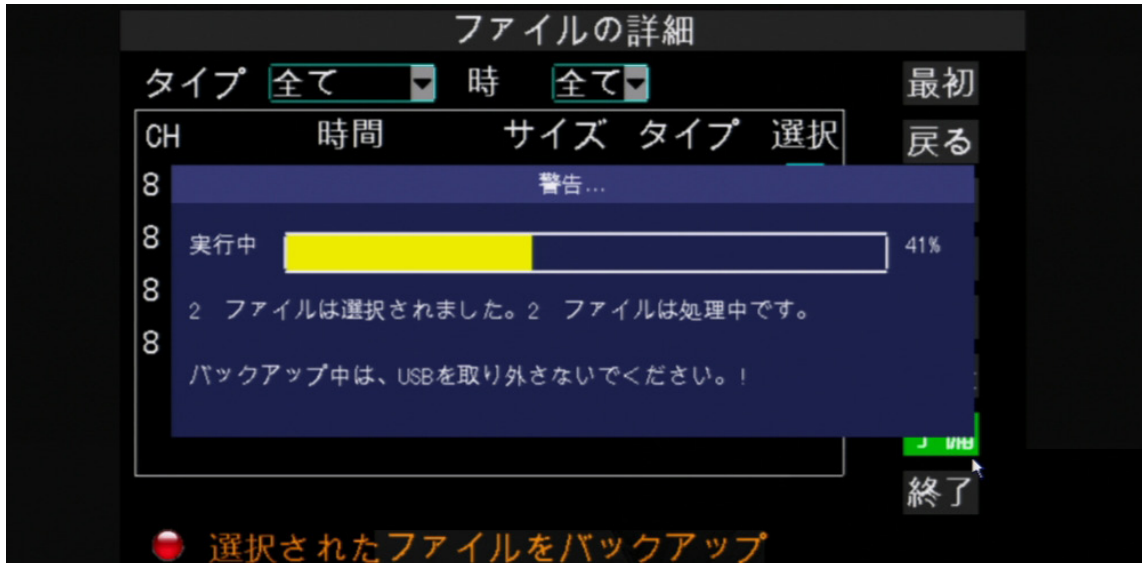 ファイルの詳細
タイプ 全て 時 全て 最初
CH 時間 サイズ タイプ 選択 戻る
8 警告...
8 実行中 41%
8 2 ファイルは選択されました。2 ファイルは処理中です。
8
バックアップ中は、USBを取り外さないでください。!
終了
選択されたファイルをバックアップ